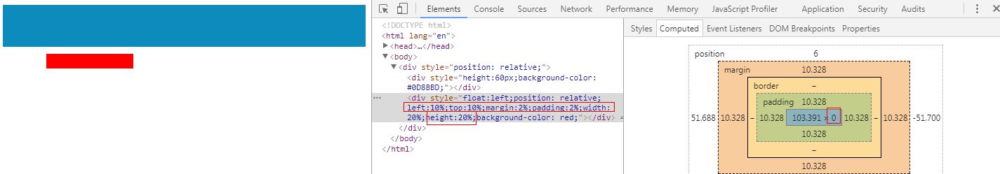 Elements Console Sources Network Performance Memory JavaScript Profiler Application Security Audits
<!DOCTYPE html>
<html lang="en">
▶<head>…</head>
▼<body>
▼<div style="position: relative;">
<div style="height:60px;background-color:
#0D8BBD;"></div>
<div style="float:left;position: relative;
left:10%;top:10%;margin:2%;padding:2%;width:
20%;height:20%;background-color: red;"></div> =
</div>
</body>
</html>
Styles Computed Event Listeners DOM Breakpoints Properties
position 6
margin 10.328
border –
padding 10.328
51.688 10.328 – 10.328 103.391 × 0 10.328 – 10.328 -51.700
10.328
–
10.328